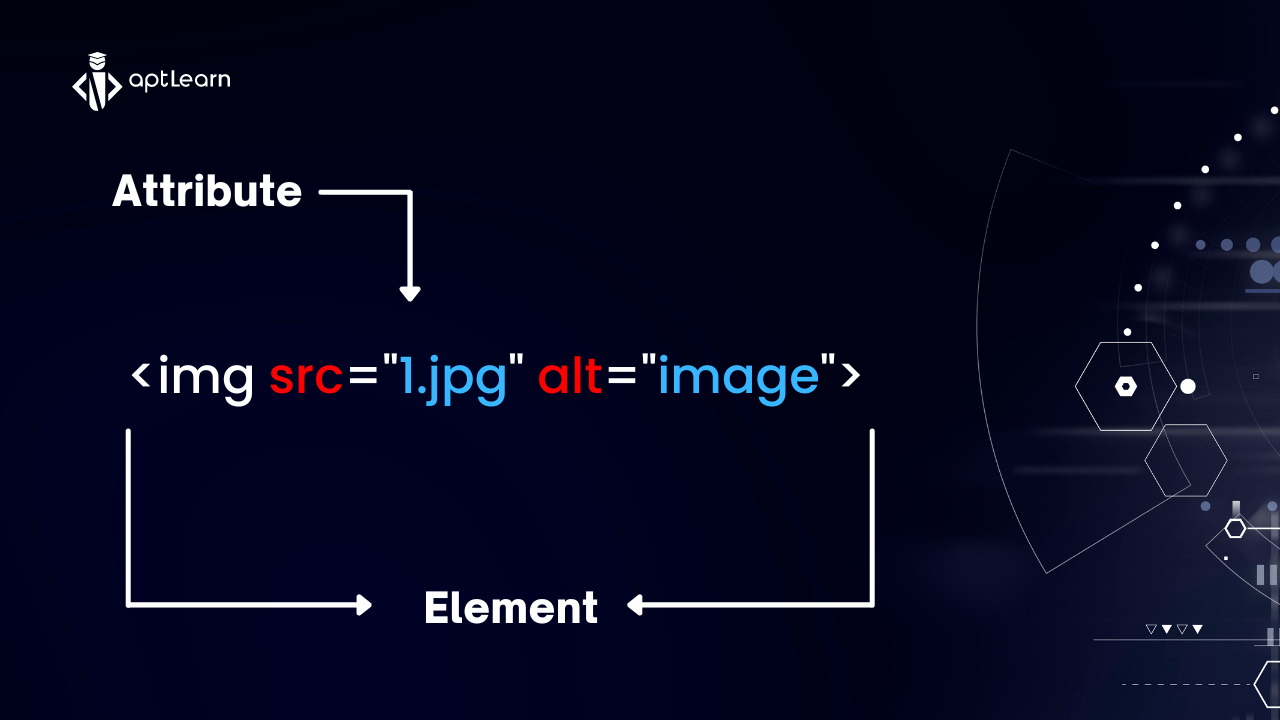 aptLearn
Attribute
<img src="1.jpg" alt="image">
Element